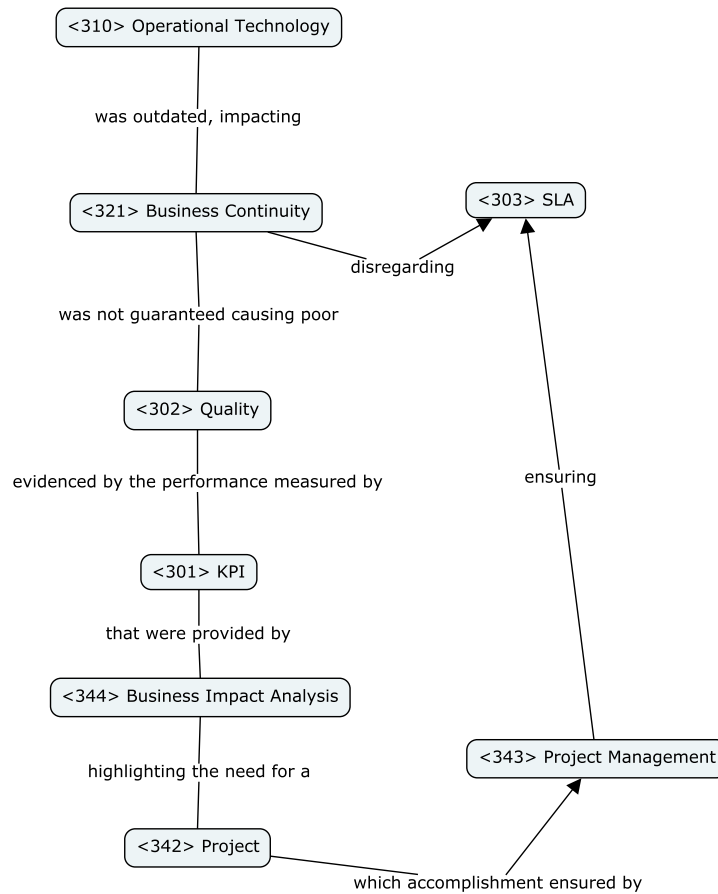 <310> Operational Technology
was outdated, impacting
<321> Business Continuity
<303> SLA
disregarding
was not guaranteed causing poor
<302> Quality
evidenced by the performance measured by
ensuring
<301> KPI
that were provided by
<344> Business Impact Analysis
<343> Project Management
highlighting the need for a
<342> Project
which accomplishment ensured by